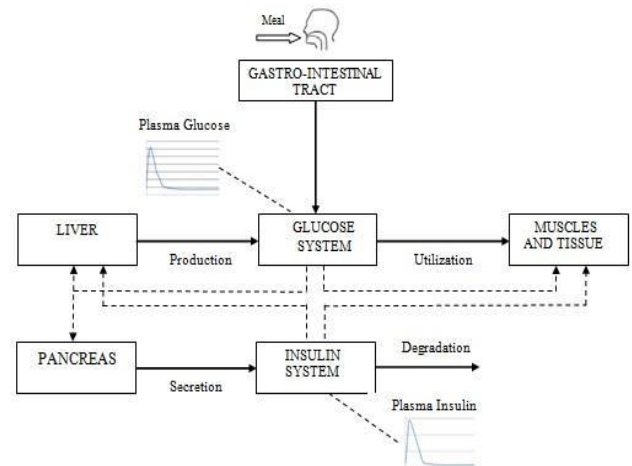 Meal
GASTRO-INTESTINAL
TRACT
Plasma Glucose
LIVER
GLUCOSE
SYSTEM
MUSCLES
AND TISSUE
Production
Utilization
PANCREAS
INSULIN
SYSTEM
Degradation
Secretion
Plasma Insulin